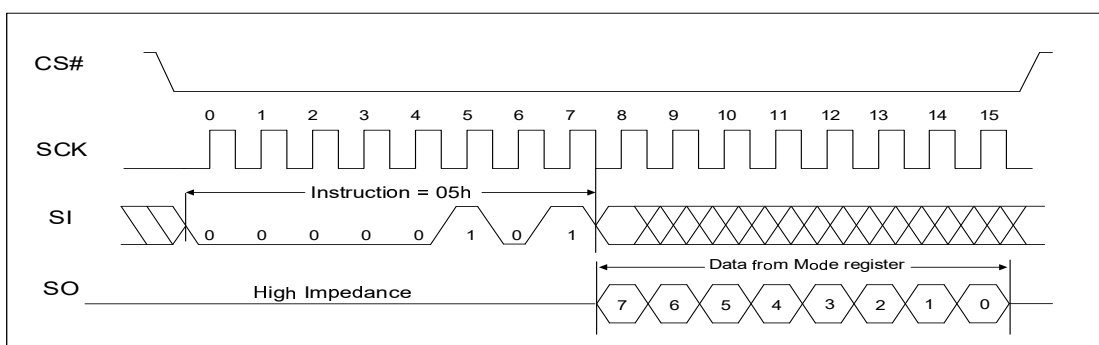 CS#
0 1 2 3 4 5 6 7 8 9 10 11 12 13 14 15
SCK
Instruction = 05h
SI
0 0 0 0 0 1 0 1
Data from Mode register
SO
High Impedance
7 6 5 4 3 2 1 0